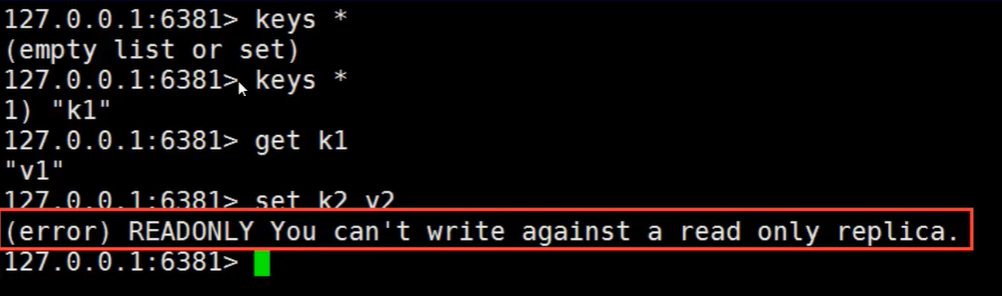 127.0.0.1:6381> keys *
(empty list or set)
127.0.0.1:6381> keys *
1) "k1"
127.0.0.1:6381> get k1
"v1"
127.0.0.1:6381> set k2 v2
(error) READONLY You can't write against a read only replica.
127.0.0.1:6381>